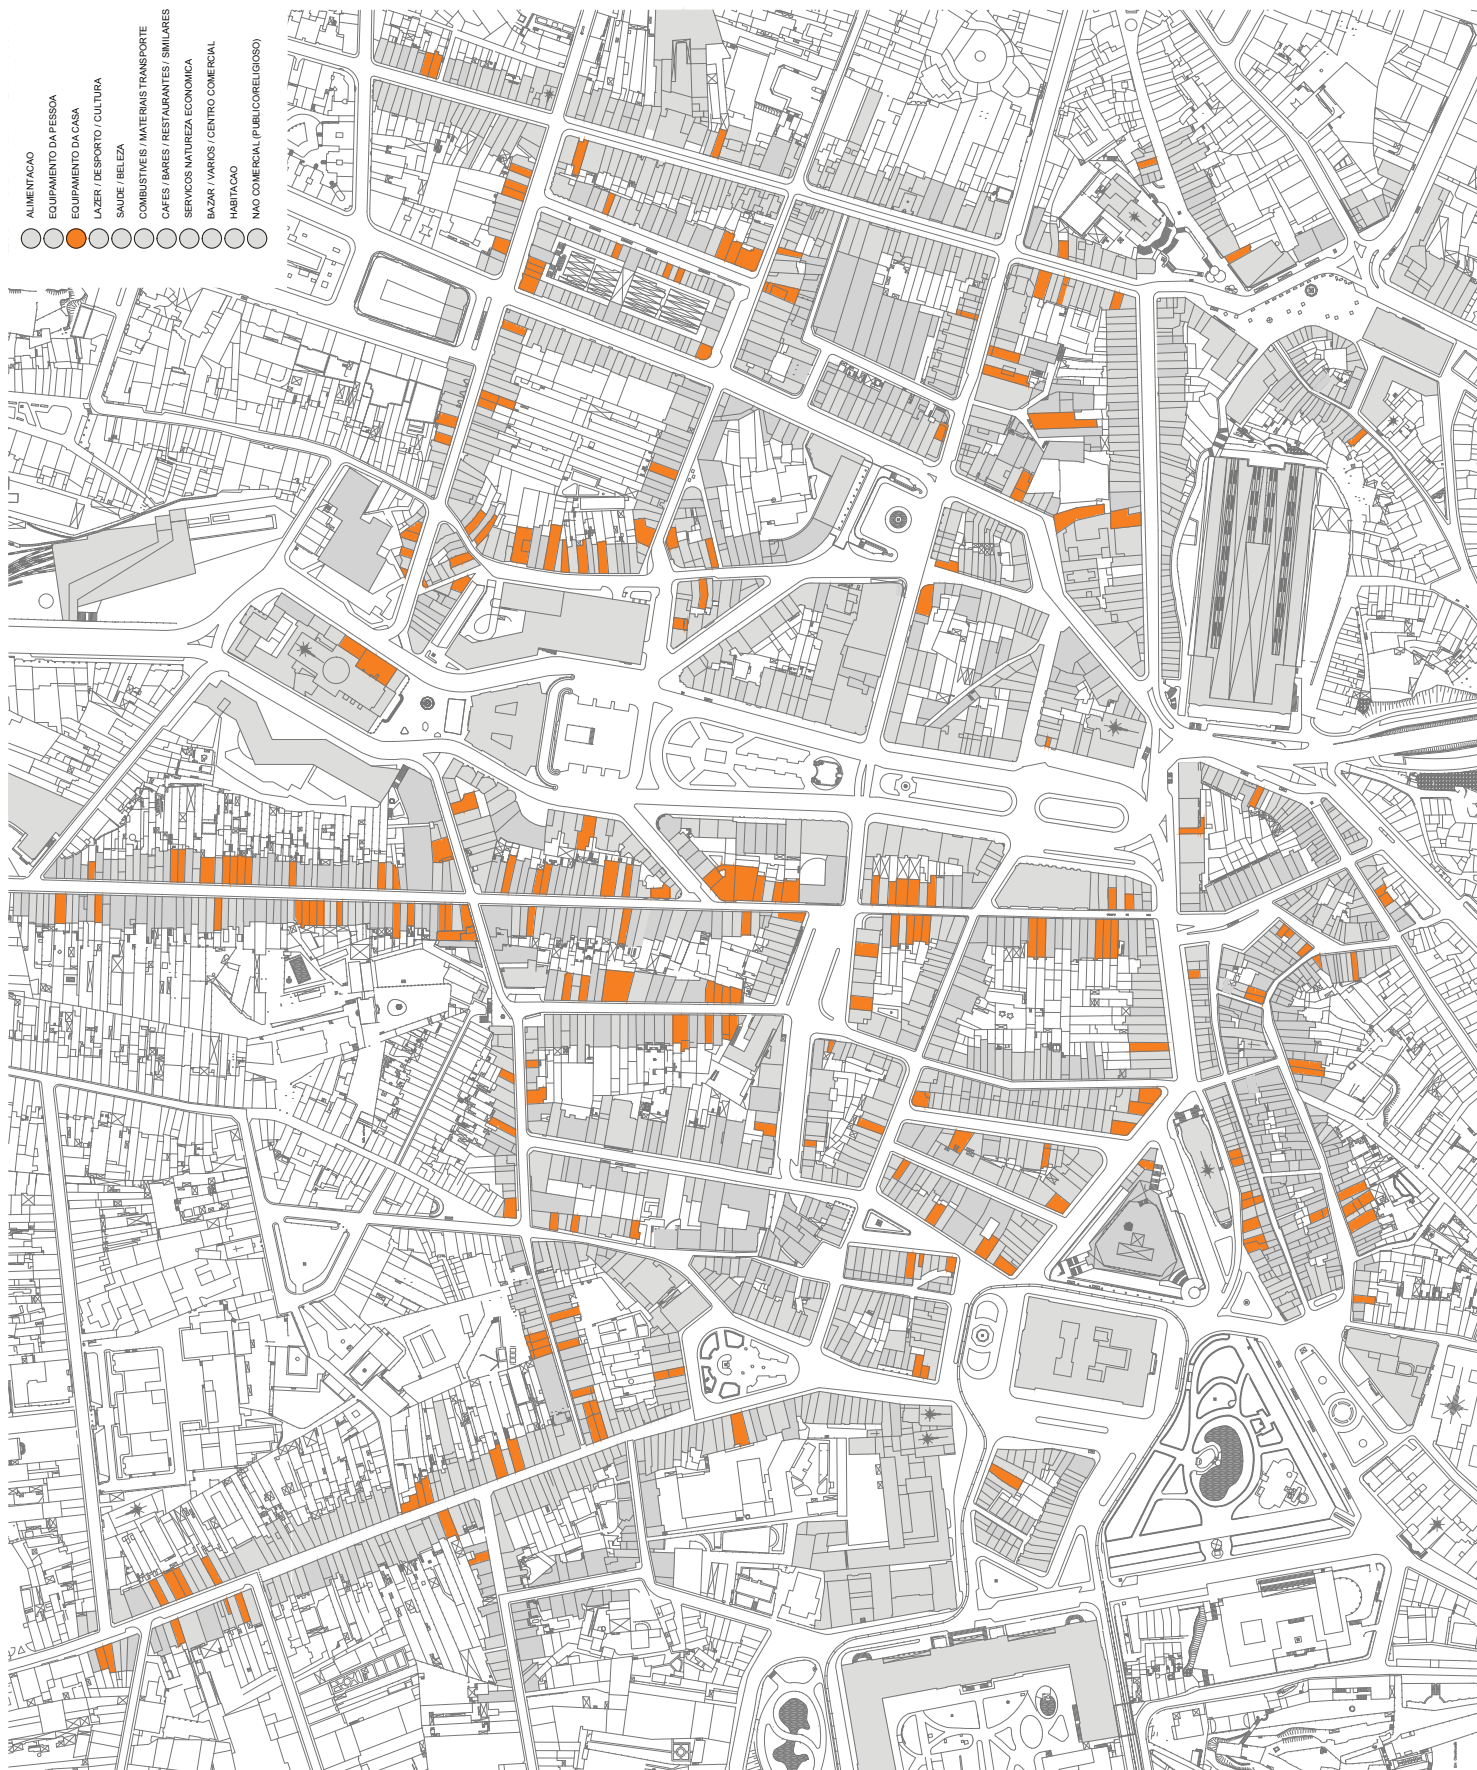 ALIMENTACAO
EQUIPAMENTO DA PESSOA
EQUIPAMENTO DA CASA
LAZER / DESPORTO / CULTURA
SAUDE / BELEZA
COMBUSTIVEIS / MATERIAIS TRANSPORTE
CAFES / BARES / RESTAURANTES / SIMILARES
SERVICOS NATUREZA ECONOMICA
BAZAR / VARIOS / CENTRO COMERCIAL
HABITACAO
NAO COMERCIAL (PUBLICO/RELIGIOSO)